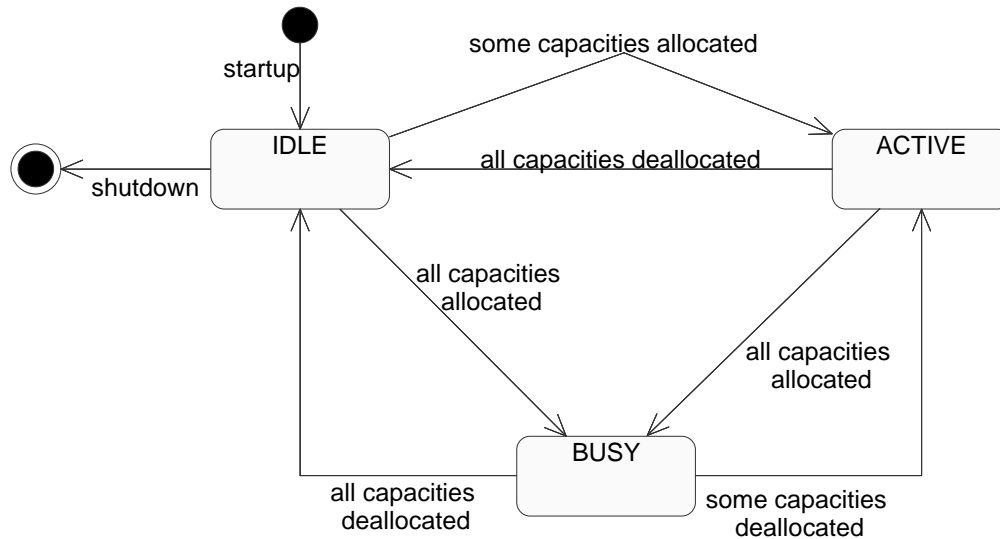 some capacities allocated
startup
IDLE
ACTIVE
all capacities deallocated
shutdown
all capacities
allocated
all capacities
allocated
BUSY
all capacities
deallocated
some capacities
deallocated